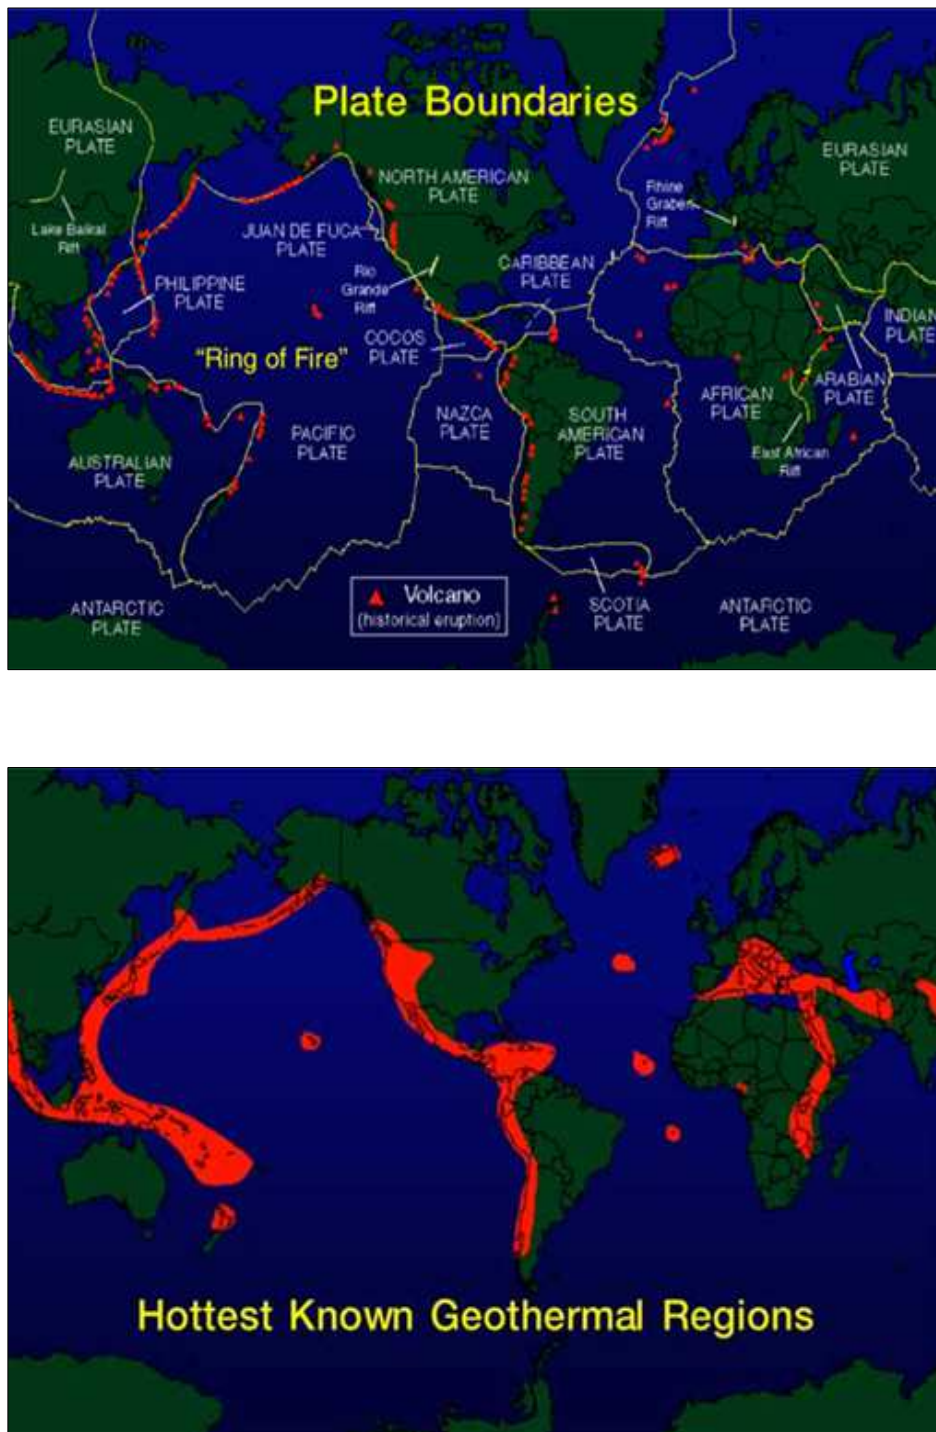 Plate Boundaries
EURASIAN
PLATE
EURASIAN
PLATE
NORTH AMERICAN
PLATE
Rhine
Graben
Rift
Lake Baikal
Rift
JUAN DE FUCA
PLATE
CARIBBEAN
PLATE
PHILIPPINE
PLATE
Rio
Grande
Rift
INDIAN
PLATE
COCOS
PLATE
"Ring of Fire"
ARABIAN
PLATE
AFRICAN
PLATE
NAZCA
PLATE
SOUTH
AMERICAN
PLATE
PACIFIC
PLATE
East African
Rift
AUSTRALIAN
PLATE
Volcano
(historical eruption)
ANTARCTIC
PLATE
SCOTIA
PLATE
ANTARCTIC
PLATE
Hottest Known Geothermal Regions